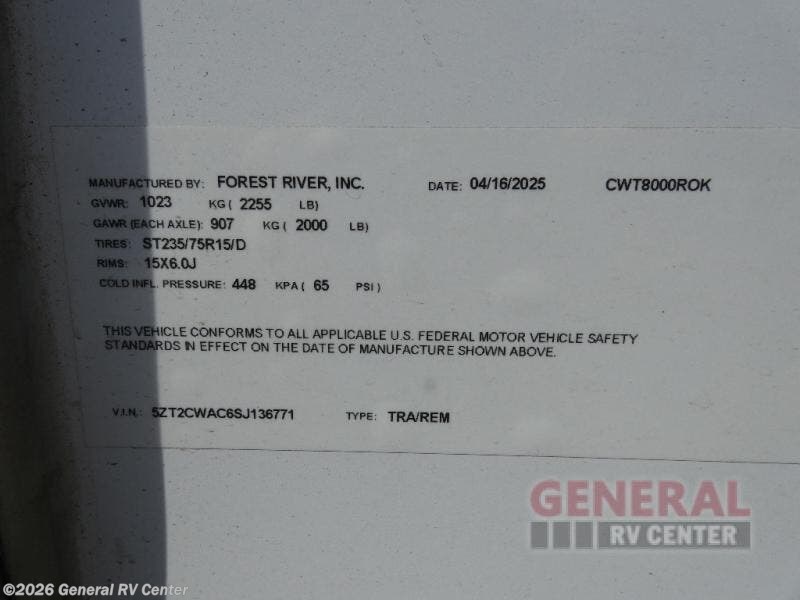 MANUFACTURED BY: FOREST RIVER, INC. DATE: 04/16/2025 CWT8000ROK
GVWR: 1023 KG ( 2255 LB)
GAWR (EACH AXLE): 907 KG ( 2000 LB)
TIRES: ST235/75R15/D
RIMS: 15X6.0J
COLD INFL. PRESSURE: 448 KPA ( 65 PSI )
THIS VEHICLE CONFORMS TO ALL APPLICABLE U.S. FEDERAL MOTOR VEHICLE SAFETY
STANDARDS IN EFFECT ON THE DATE OF MANUFACTURE SHOWN ABOVE.
V.I.N.: 5ZT2CWAC6SJ136771 TYPE: TRA/REM
GENERAL
RV CENTER
©2026 General RV Center